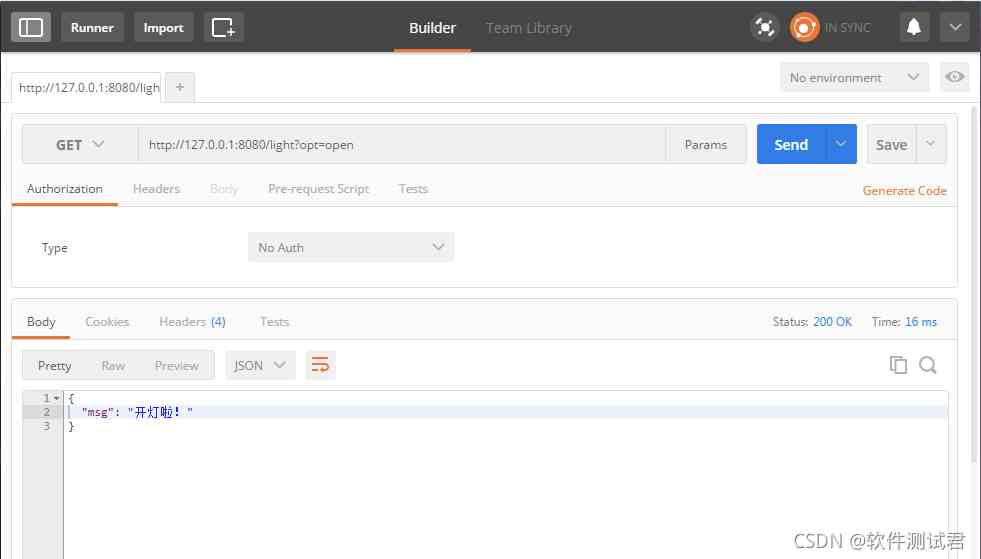 Runner Import Builder Team Library IN SYNC
http://127.0.0.1:8080/ligh + No environment
GET http://127.0.0.1:8080/light?opt=open Params Send Save
Authorization Headers Body Pre-request Script Tests Generate Code
Type No Auth
Body Cookies Headers (4) Tests Status: 200 OK Time: 16 ms
Pretty Raw Preview JSON
1 {
2 "msg": "开灯啦！"
3 }
CSDN @软件测试君